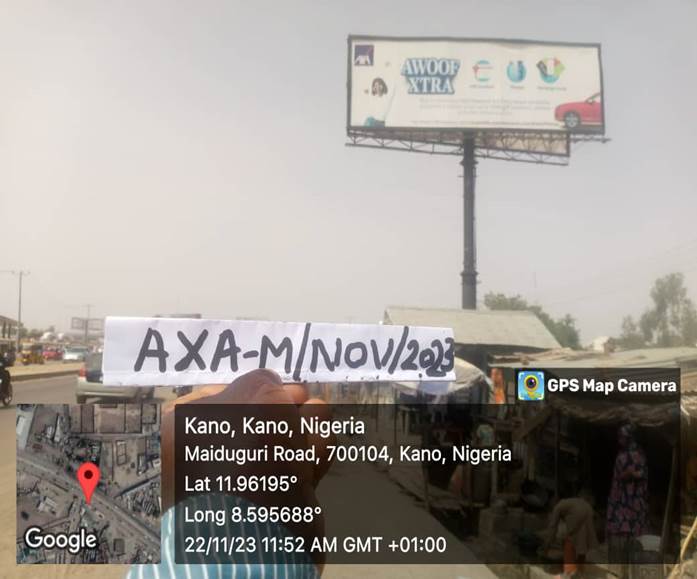 AXA
AWOOF
XTRA
AXA-M/NOV/2023
GPS Map Camera
Kano, Kano, Nigeria
Maiduguri Road, 700104, Kano, Nigeria
Lat 11.96195°
Long 8.595688°
22/11/23 11:52 AM GMT +01:00
Google